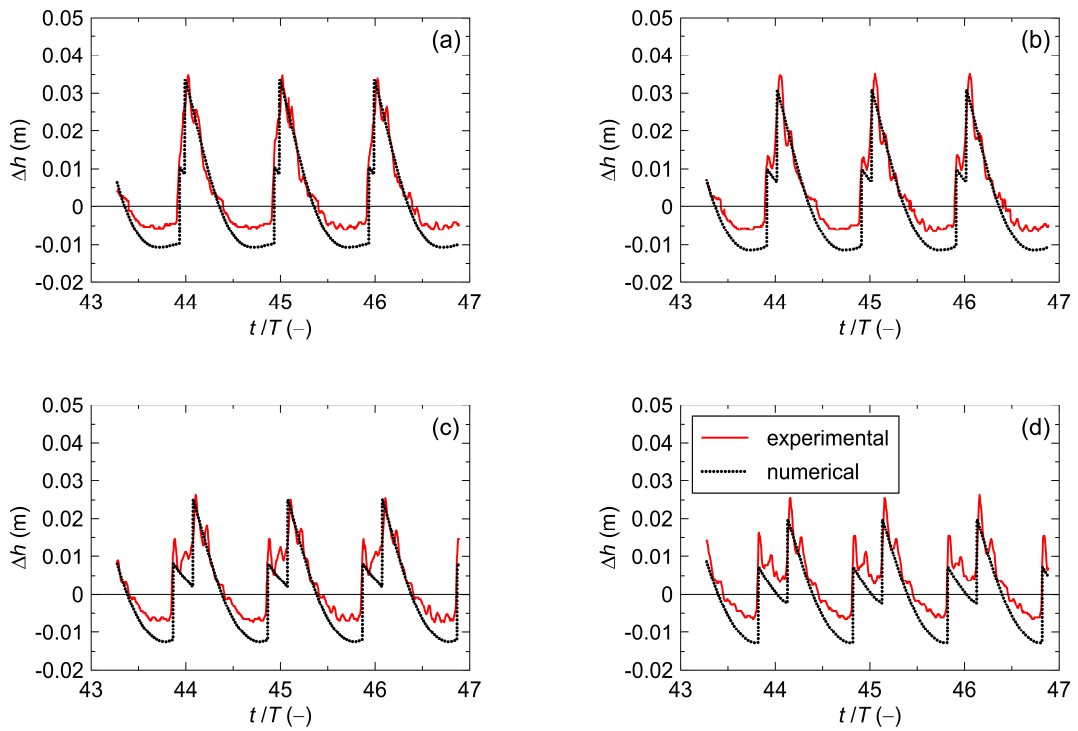 0.05
0.04
0.03
0.02
0.01
0
-0.01
-0.02
Δh (m)
(a)
43 44 45 46 47
t /T (–)
0.05
0.04
0.03
0.02
0.01
0
-0.01
-0.02
Δh (m)
(b)
43 44 45 46 47
t /T (–)
0.05
0.04
0.03
0.02
0.01
0
-0.01
-0.02
Δh (m)
(c)
43 44 45 46 47
t /T (–)
0.05
0.04
0.03
0.02
0.01
0
-0.01
-0.02
Δh (m)
(d)
experimental
numerical
43 44 45 46 47
t /T (–)